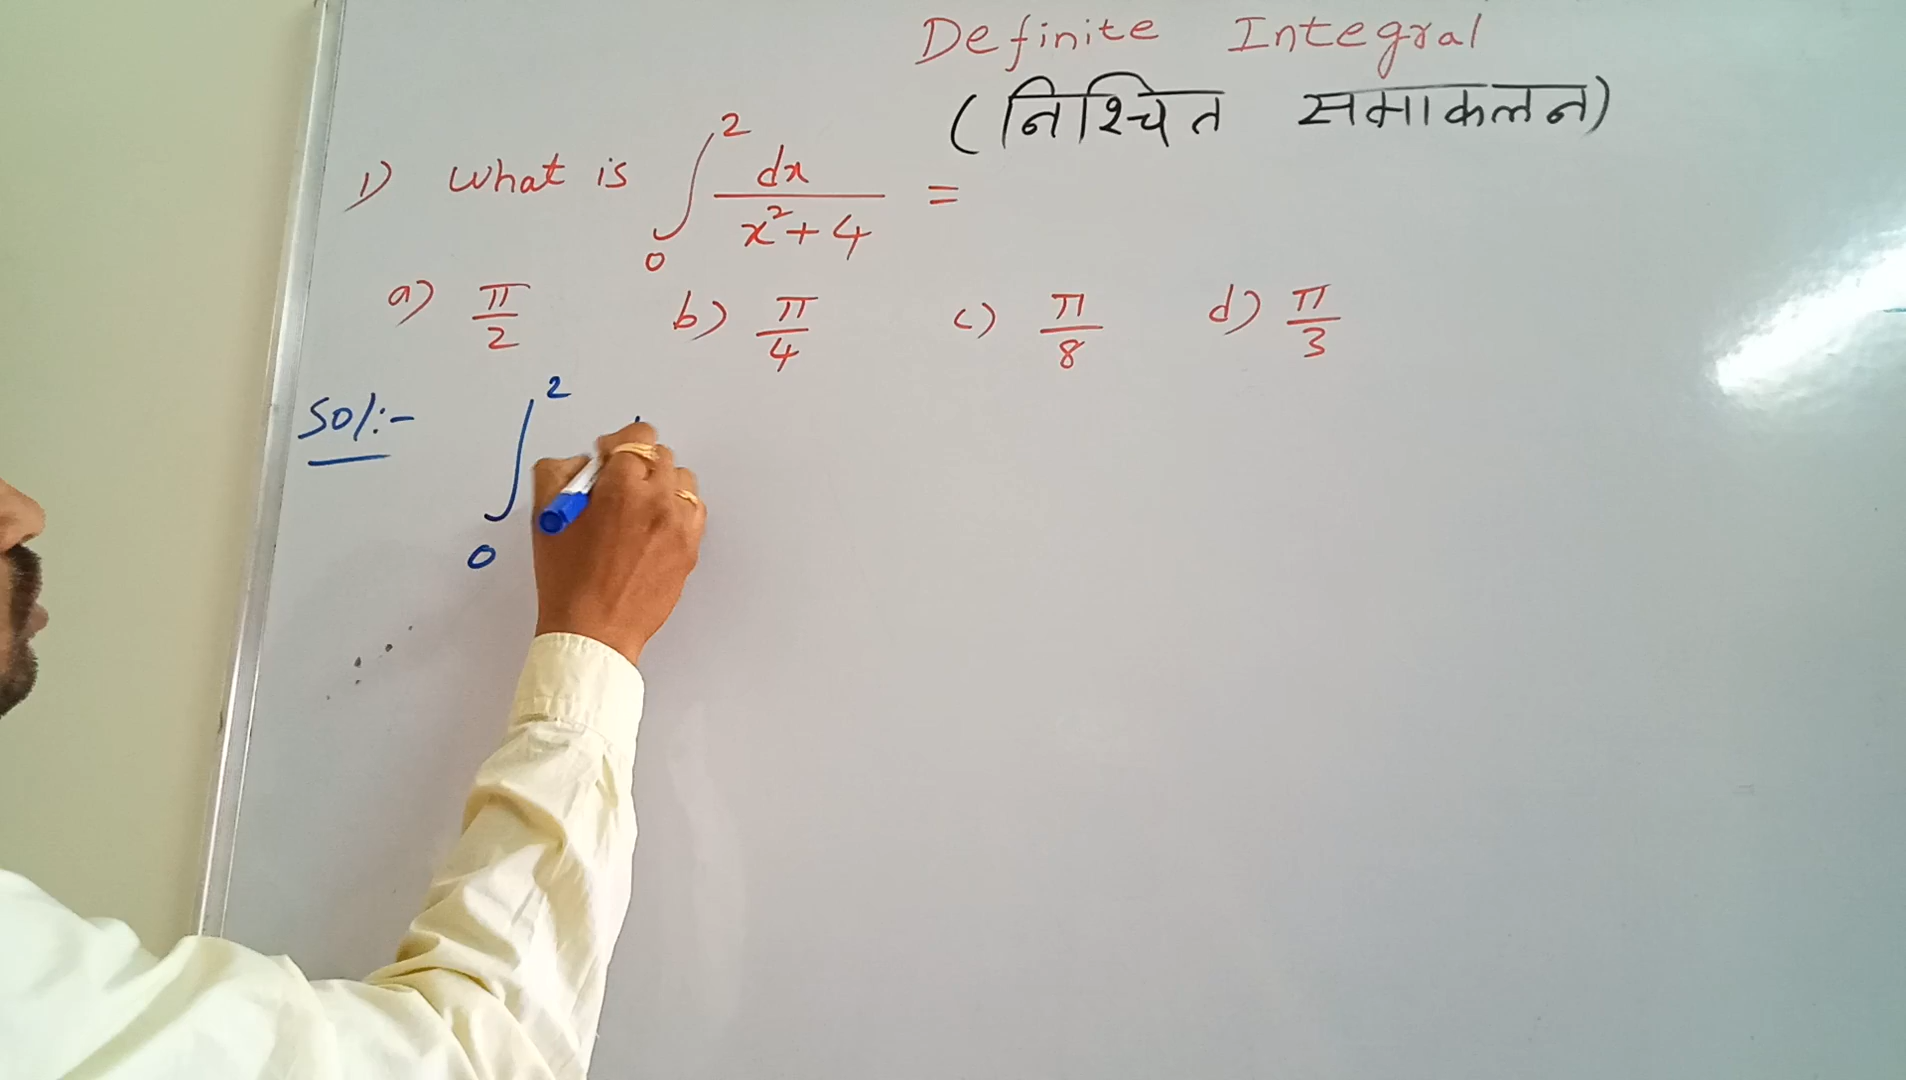 Definite Integral
(निश्चित समाकलन)
1) What is ∫₀² dx/(x²+4) =
a) π/2 b) π/4 c) π/8 d) π/3
Sol:- ∫₀²